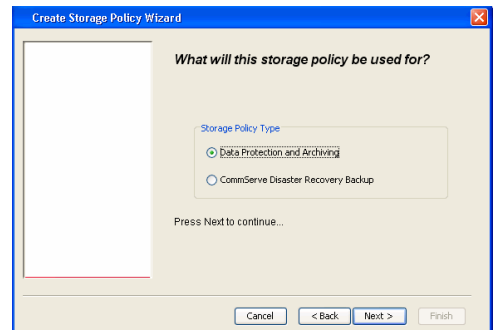 Create Storage Policy Wizard
What will this storage policy be used for?
Storage Policy Type
Data Protection and Archiving
CommServe Disaster Recovery Backup
Press Next to continue...
Cancel
< Back
Next >
Finish